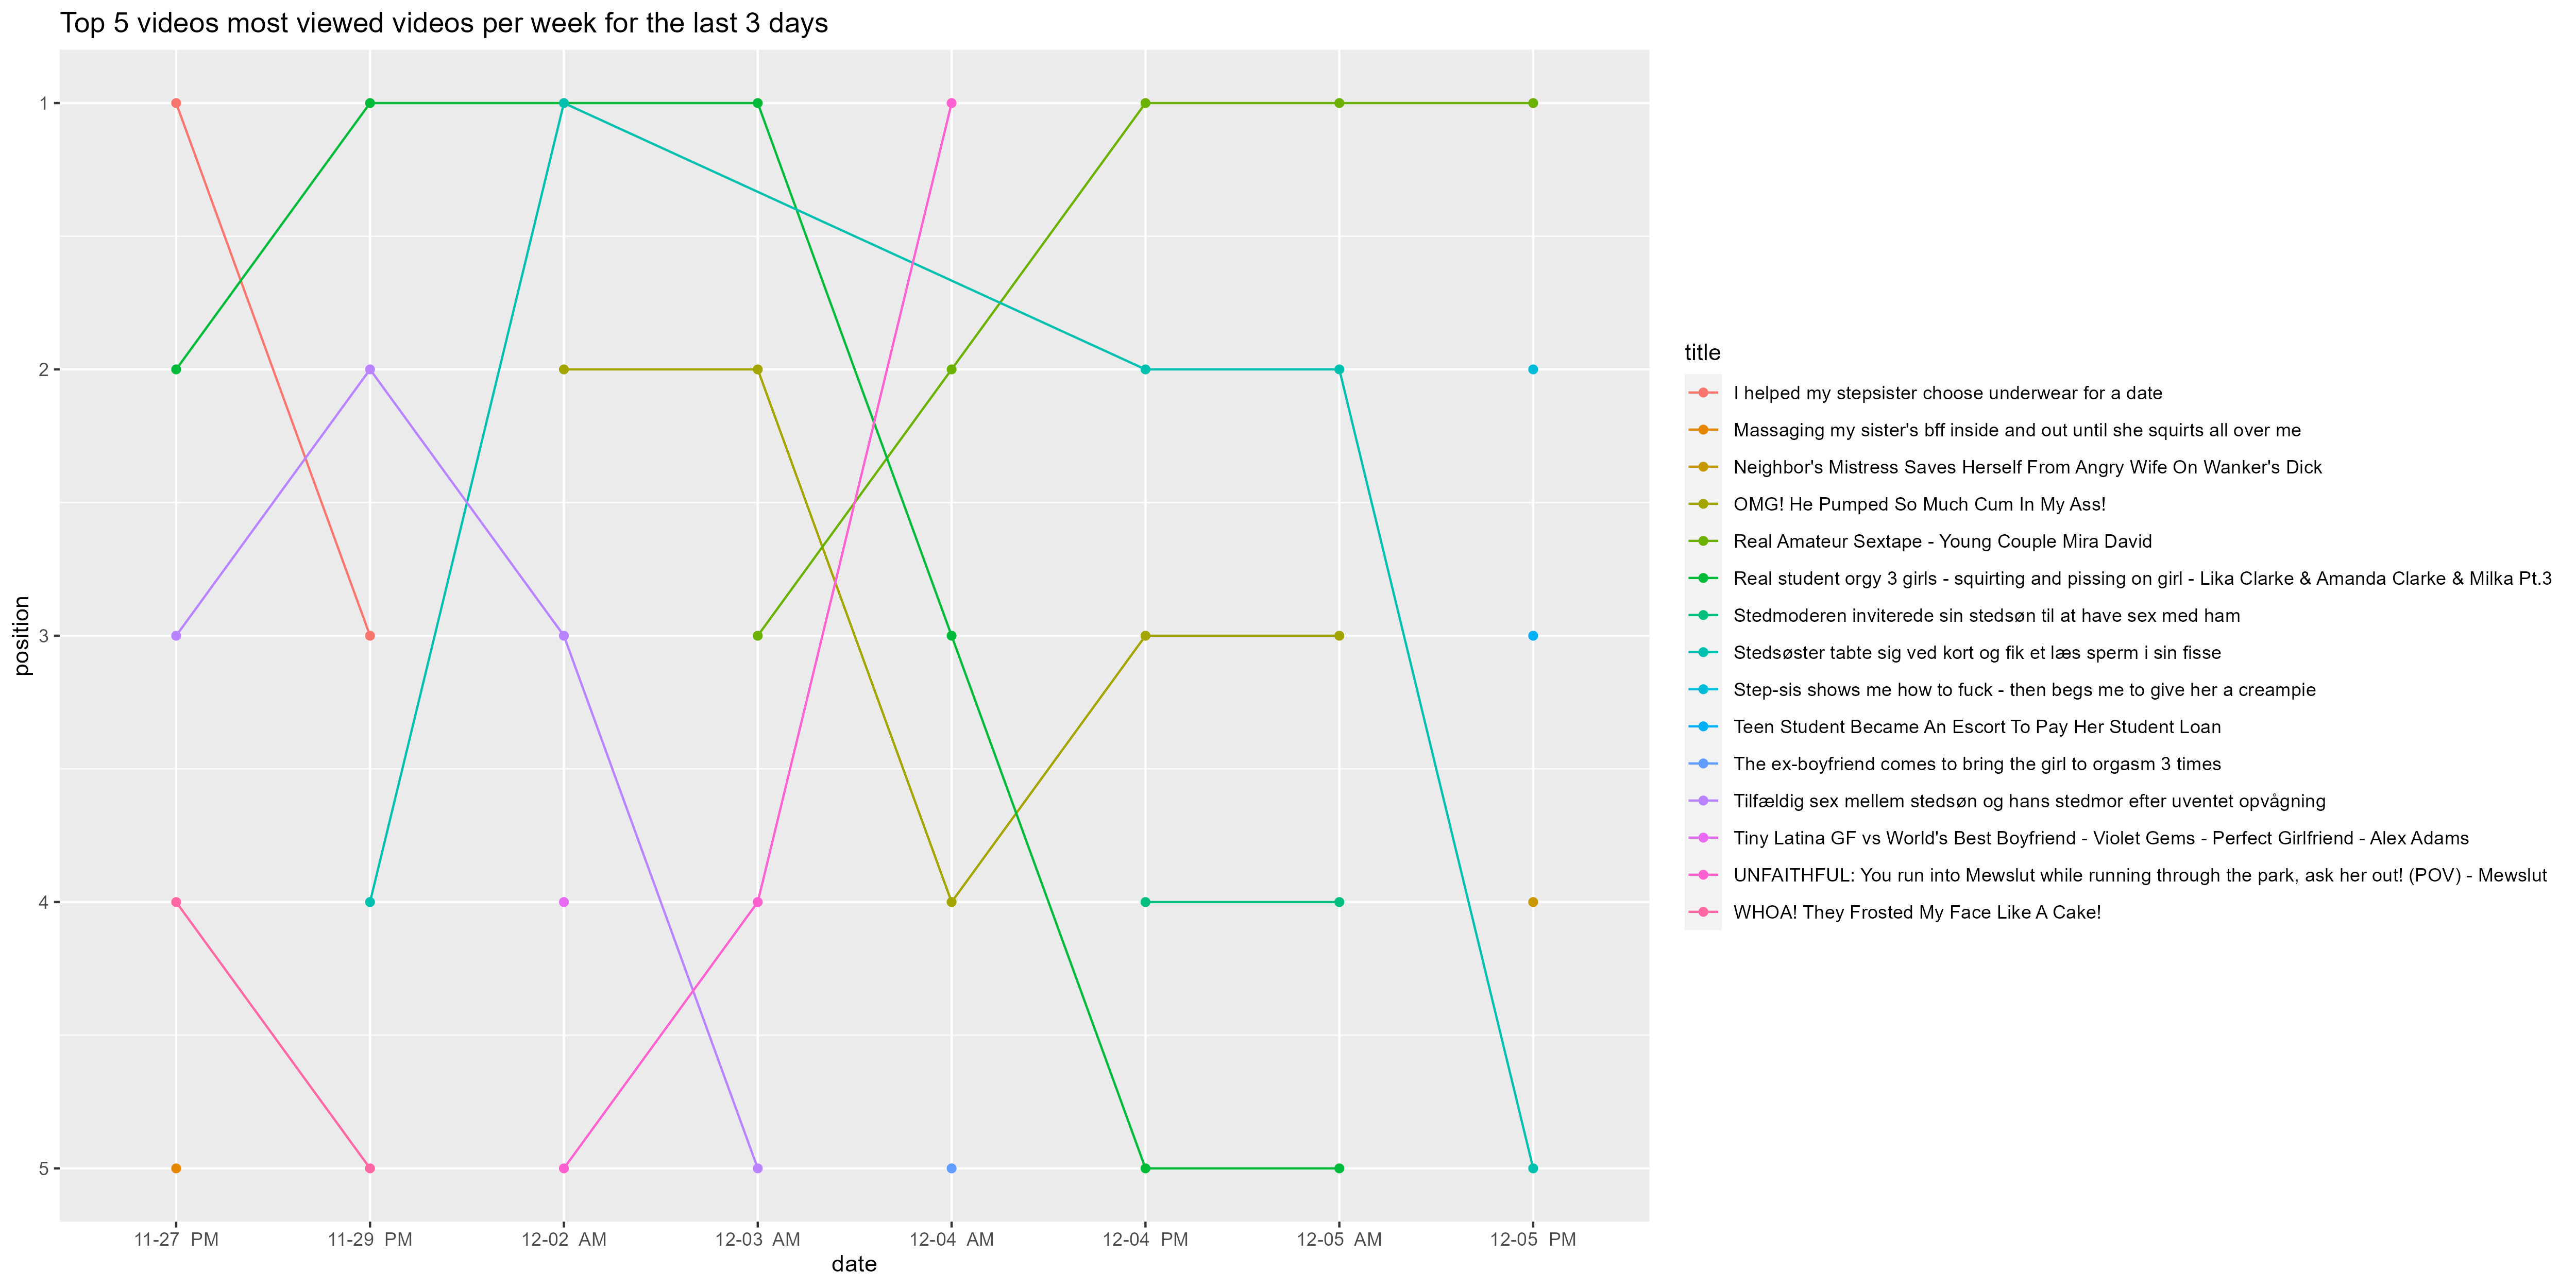 Top 5 videos most viewed videos per week for the last 3 days
position
1
2
3
4
5
11-27 PM
11-29 PM
12-02 AM
12-03 AM
12-04 AM
12-04 PM
12-05 AM
12-05 PM
date
title
I helped my stepsister choose underwear for a date
Massaging my sister's bff inside and out until she squirts all over me
Neighbor's Mistress Saves Herself From Angry Wife On Wanker's Dick
OMG! He Pumped So Much Cum In My Ass!
Real Amateur Sextape - Young Couple Mira David
Real student orgy 3 girls - squirting and pissing on girl - Lika Clarke & Amanda Clarke & Milka Pt.3
Stedmoderen inviterede sin stedsøn til at have sex med ham
Stedsøster tabte sig ved kort og fik et læs sperm i sin fisse
Step-sis shows me how to fuck - then begs me to give her a creampie
Teen Student Became An Escort To Pay Her Student Loan
The ex-boyfriend comes to bring the girl to orgasm 3 times
Tilfældig sex mellem stedsøn og hans stedmor efter uventet opvågning
Tiny Latina GF vs World's Best Boyfriend - Violet Gems - Perfect Girlfriend - Alex Adams
UNFAITHFUL: You run into Mewslut while running through the park, ask her out! (POV) - Mewslut
WHOA! They Frosted My Face Like A Cake!